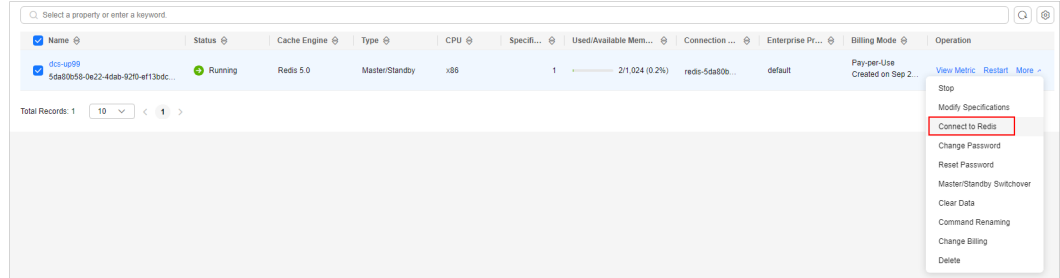 Select a property or enter a keyword.
Name Status Cache Engine Type CPU Specifi... Used/Available Mem... Connection ... Enterprise Pr... Billing Mode Operation
dcs-up99
5da80b58-0e22-4dab-92f0-ef13bdc...
Running Redis 5.0 Master/Standby x86 1 2/1,024 (0.2%) redis-5da80b... default
Pay-per-Use
Created on Sep 2...
View Metric Restart More
Total Records: 1 10 < 1 >
Stop
Modify Specifications
Connect to Redis
Change Password
Reset Password
Master/Standby Switchover
Clear Data
Command Renaming
Change Billing
Delete